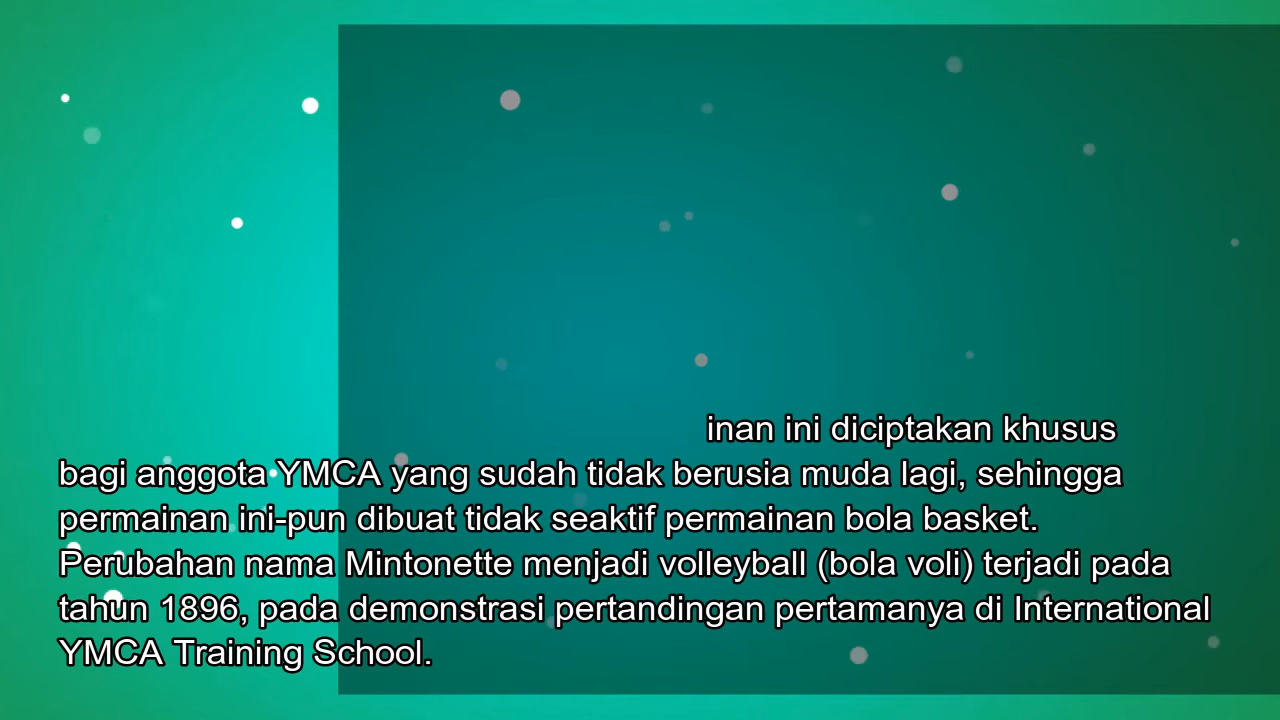 inan ini diciptakan khusus
bagi anggota YMCA yang sudah tidak berusia muda lagi, sehingga
permainan ini-pun dibuat tidak seaktif permainan bola basket.
Perubahan nama Mintonette menjadi volleyball (bola voli) terjadi pada
tahun 1896, pada demonstrasi pertandingan pertamanya di International
YMCA Training School.